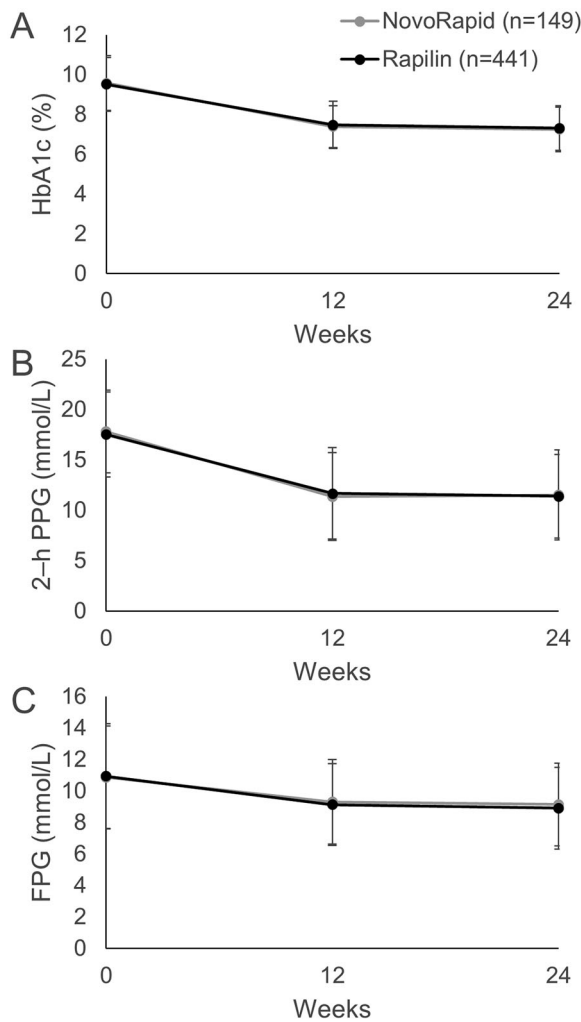 A
NovoRapid (n=149)
Rapilin (n=441)
HbA1c (%)
12
10
8
6
4
2
0
0 12 24
Weeks
B
2–h PPG (mmol/L)
25
20
15
10
5
0
0 12 24
Weeks
C
FPG (mmol/L)
16
14
12
10
8
6
4
2
0
0 12 24
Weeks